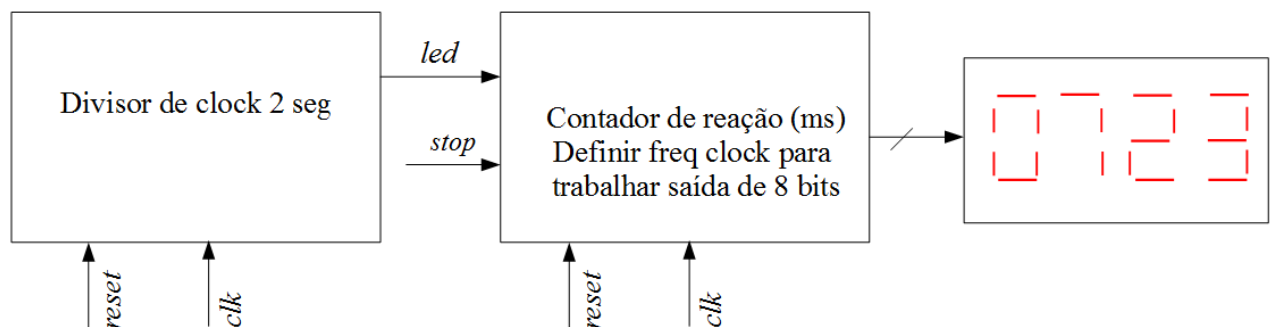 Divisor de clock 2 seg
led
stop
Contador de reação (ms)
Definir freq clock para
trabalhar saída de 8 bits
0723
reset
clk
reset
clk